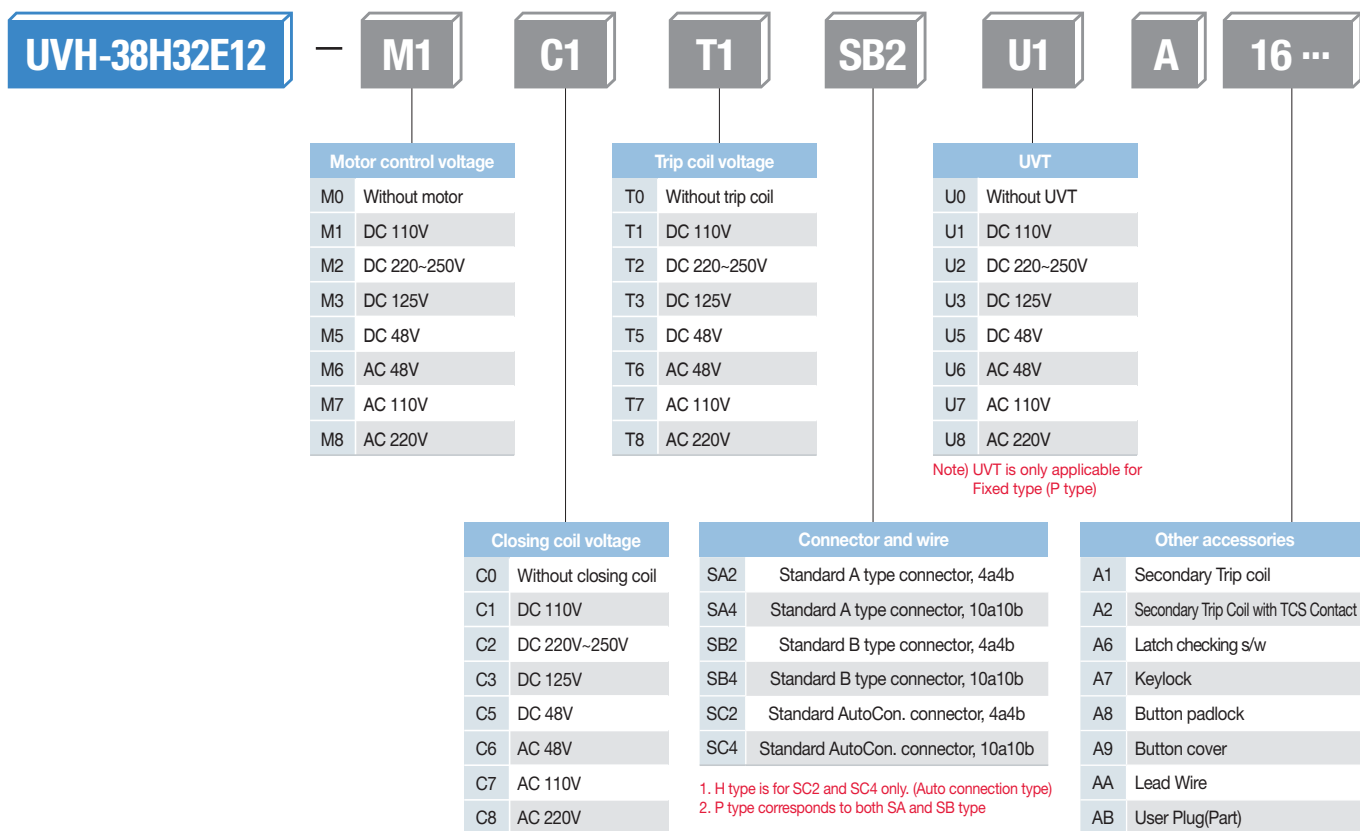 UVH-38H32E12 — M1 C1 T1 SB2 U1 A 16 ···
Motor control voltage
M0 Without motor
M1 DC 110V
M2 DC 220~250V
M3 DC 125V
M5 DC 48V
M6 AC 48V
M7 AC 110V
M8 AC 220V
Trip coil voltage
T0 Without trip coil
T1 DC 110V
T2 DC 220~250V
T3 DC 125V
T5 DC 48V
T6 AC 48V
T7 AC 110V
T8 AC 220V
UVT
U0 Without UVT
U1 DC 110V
U2 DC 220~250V
U3 DC 125V
U5 DC 48V
U6 AC 48V
U7 AC 110V
U8 AC 220V
Note) UVT is only applicable for
Fixed type (P type)
Closing coil voltage
C0 Without closing coil
C1 DC 110V
C2 DC 220V~250V
C3 DC 125V
C5 DC 48V
C6 AC 48V
C7 AC 110V
C8 AC 220V
Connector and wire
SA2 Standard A type connector, 4a4b
SA4 Standard A type connector, 10a10b
SB2 Standard B type connector, 4a4b
SB4 Standard B type connector, 10a10b
SC2 Standard AutoCon. connector, 4a4b
SC4 Standard AutoCon. connector, 10a10b
1. H type is for SC2 and SC4 only. (Auto connection type)
2. P type corresponds to both SA and SB type
Other accessories
A1 Secondary Trip coil
A2 Secondary Trip Coil with TCS Contact
A6 Latch checking s/w
A7 Keylock
A8 Button padlock
A9 Button cover
AA Lead Wire
AB User Plug(Part)